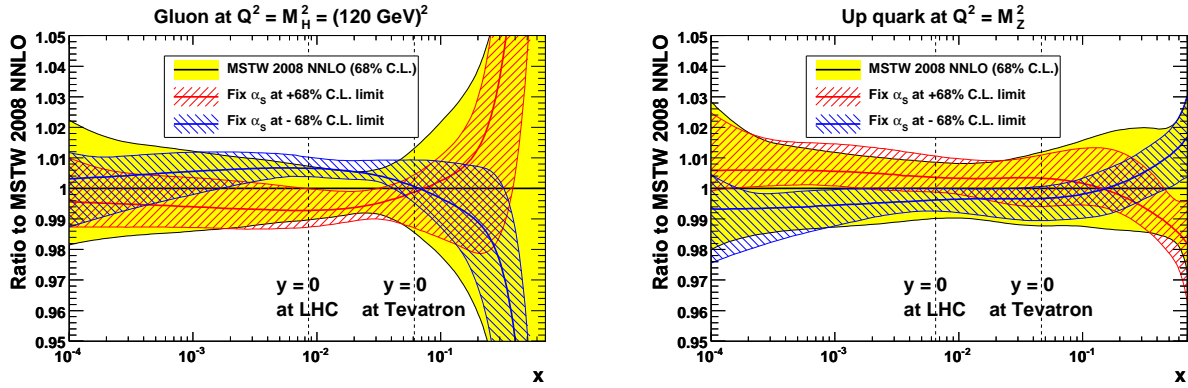 Gluon at Q² = M²_H = (120 GeV)²
Ratio to MSTW 2008 NNLO
1.05
1.04
1.03
1.02
1.01
1
0.99
0.98
0.97
0.96
0.95
MSTW 2008 NNLO (68% C.L.)
Fix α_S at +68% C.L. limit
Fix α_S at - 68% C.L. limit
y = 0
at LHC
y = 0
at Tevatron
10⁻⁴ 10⁻³ 10⁻² 10⁻¹
x
Up quark at Q² = M²_Z
Ratio to MSTW 2008 NNLO
1.05
1.04
1.03
1.02
1.01
1
0.99
0.98
0.97
0.96
0.95
MSTW 2008 NNLO (68% C.L.)
Fix α_S at +68% C.L. limit
Fix α_S at - 68% C.L. limit
y = 0
at LHC
y = 0
at Tevatron
10⁻⁴ 10⁻³ 10⁻² 10⁻¹
x